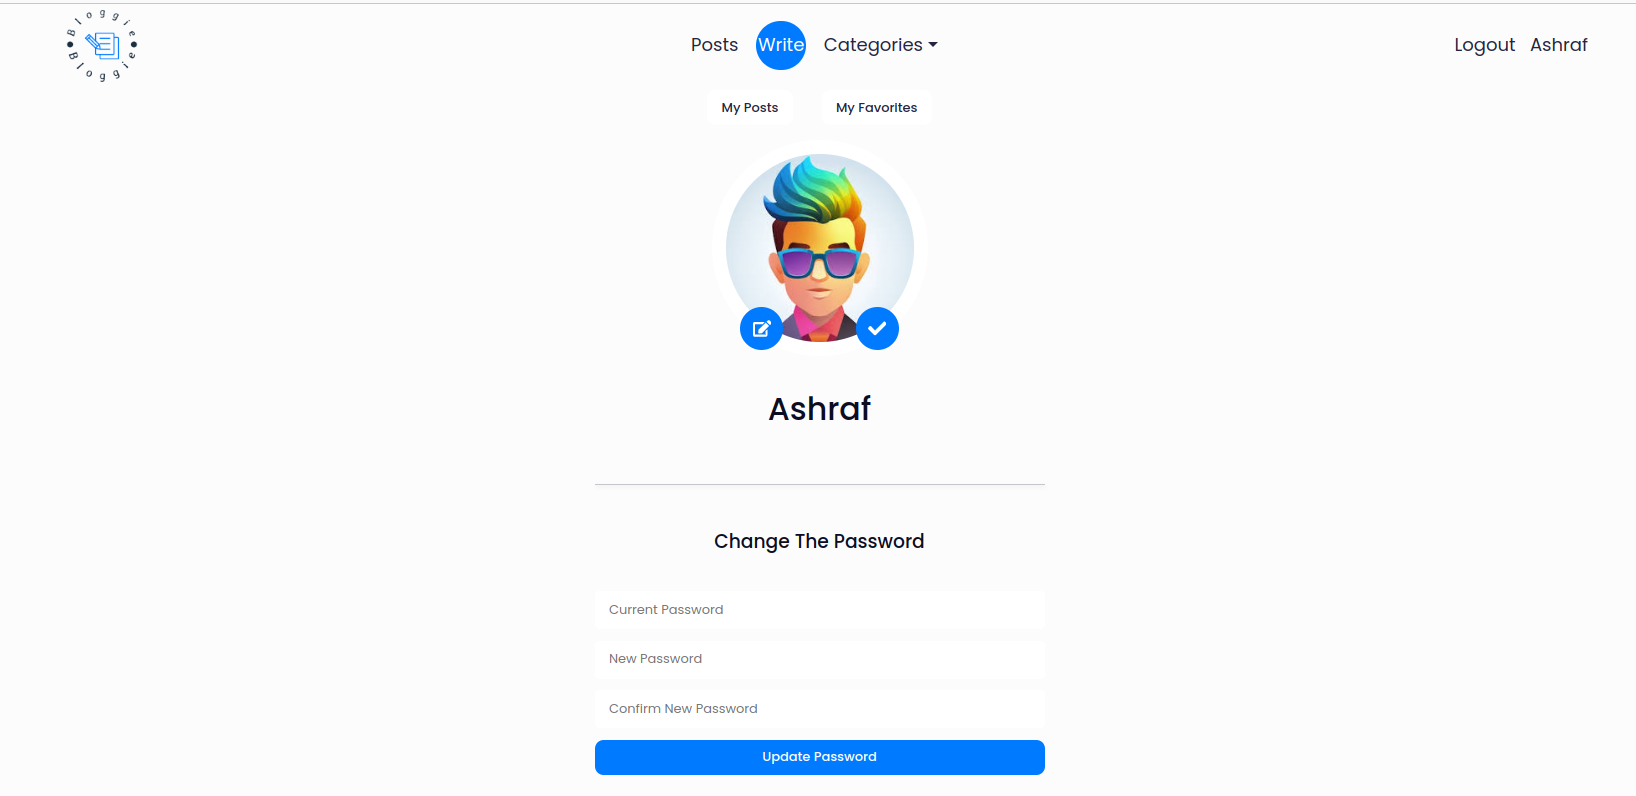 Bloggie
Bloggie
Posts Write Categories
Logout Ashraf
My Posts My Favorites
Ashraf
Change The Password
Current Password
New Password
Confirm New Password
Update Password